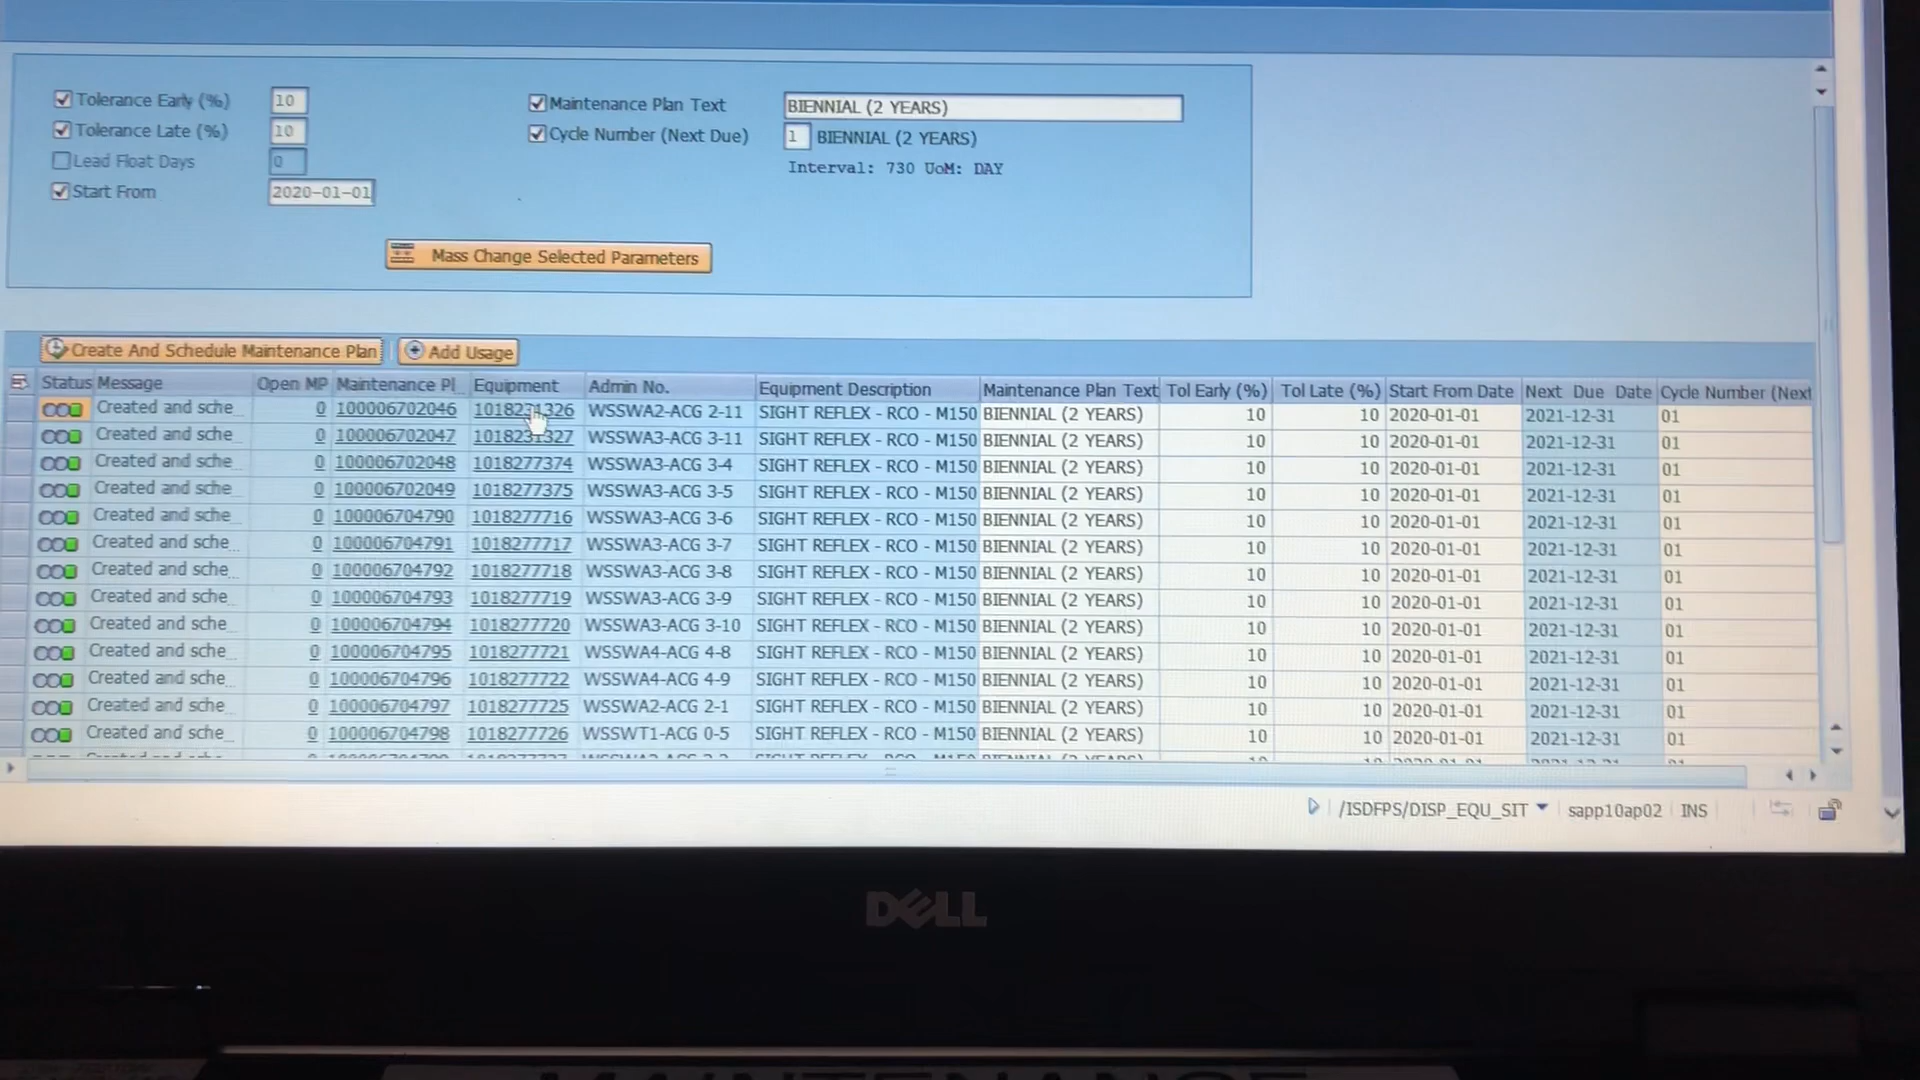 Tolerance Early (%) 10 Maintenance Plan Text BIENNIAL (2 YEARS)
Tolerance Late (%) 10 Cycle Number (Next Due) 1 BIENNIAL (2 YEARS)
Lead Float Days 0 Interval: 730 UoM: DAY
Start From 2020-01-01
Mass Change Selected Parameters
Create And Schedule Maintenance Plan Add Usage
Status Message Open MP Maintenance Pl Equipment Admin No. Equipment Description Maintenance Plan Text Tol Early (%) Tol Late (%) Start From Date Next Due Date Cycle Number (Next
Created and sche... 0 100006702046 1018231326 WSSWA2-ACG 2-11 SIGHT REFLEX - RCO - M150 BIENNIAL (2 YEARS) 10 10 2020-01-01 2021-12-31 01
Created and sche... 0 100006702047 1018231327 WSSWA3-ACG 3-11 SIGHT REFLEX - RCO - M150 BIENNIAL (2 YEARS) 10 10 2020-01-01 2021-12-31 01
Created and sche... 0 100006702048 1018277374 WSSWA3-ACG 3-4 SIGHT REFLEX - RCO - M150 BIENNIAL (2 YEARS) 10 10 2020-01-01 2021-12-31 01
Created and sche... 0 100006702049 1018277375 WSSWA3-ACG 3-5 SIGHT REFLEX - RCO - M150 BIENNIAL (2 YEARS) 10 10 2020-01-01 2021-12-31 01
Created and sche... 0 100006704790 1018277716 WSSWA3-ACG 3-6 SIGHT REFLEX - RCO - M150 BIENNIAL (2 YEARS) 10 10 2020-01-01 2021-12-31 01
Created and sche... 0 100006704791 1018277717 WSSWA3-ACG 3-7 SIGHT REFLEX - RCO - M150 BIENNIAL (2 YEARS) 10 10 2020-01-01 2021-12-31 01
Created and sche... 0 100006704792 1018277718 WSSWA3-ACG 3-8 SIGHT REFLEX - RCO - M150 BIENNIAL (2 YEARS) 10 10 2020-01-01 2021-12-31 01
Created and sche... 0 100006704793 1018277719 WSSWA3-ACG 3-9 SIGHT REFLEX - RCO - M150 BIENNIAL (2 YEARS) 10 10 2020-01-01 2021-12-31 01
Created and sche... 0 100006704794 1018277720 WSSWA3-ACG 3-10 SIGHT REFLEX - RCO - M150 BIENNIAL (2 YEARS) 10 10 2020-01-01 2021-12-31 01
Created and sche... 0 100006704795 1018277721 WSSWA4-ACG 4-8 SIGHT REFLEX - RCO - M150 BIENNIAL (2 YEARS) 10 10 2020-01-01 2021-12-31 01
Created and sche... 0 100006704796 1018277722 WSSWA4-ACG 4-9 SIGHT REFLEX - RCO - M150 BIENNIAL (2 YEARS) 10 10 2020-01-01 2021-12-31 01
Created and sche... 0 100006704797 1018277725 WSSWA2-ACG 2-1 SIGHT REFLEX - RCO - M150 BIENNIAL (2 YEARS) 10 10 2020-01-01 2021-12-31 01
Created and sche... 0 100006704798 1018277726 WSSWT1-ACG 0-5 SIGHT REFLEX - RCO - M150 BIENNIAL (2 YEARS) 10 10 2020-01-01 2021-12-31 01
/ISDFPS/DISP_EQU_SIT sapp10ap02 INS
DELL
MAINTENANCE